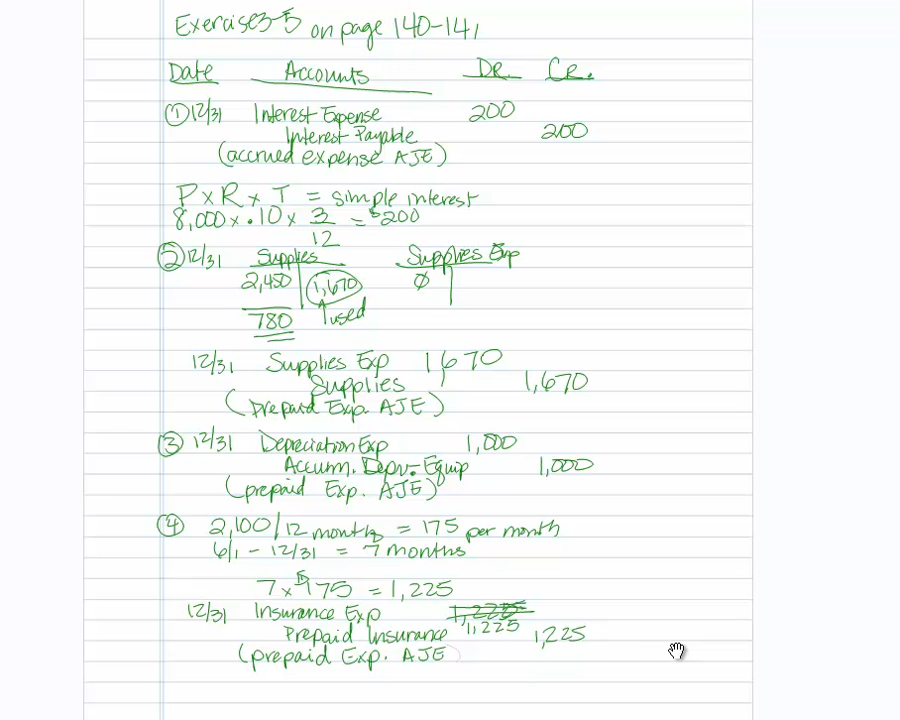 Exercise 3-5 on page 140-141
Date Accounts Dr. Cr.
① 12/31 Interest Expense 200
Interest Payable 200
(accrued expense AJE)
P x R x T = simple interest
8,000 x .10 x 3/12 = $200
② 12/31 Supplies Supplies Exp
2,450 1,670 0
780 used
12/31 Supplies Exp 1,670
Supplies 1,670
(Prepaid Exp. AJE)
③ 12/31 Depreciation Exp 1,000
Accum. Depr- Equip 1,000
(prepaid Exp. AJE)
④ 2,100/12 months = 175 per month
6/1 - 12/31 = 7 months
7 x $175 = 1,225
12/31 Insurance Exp 1,225
Prepaid Insurance 1,225 1,225
(prepaid Exp. AJE